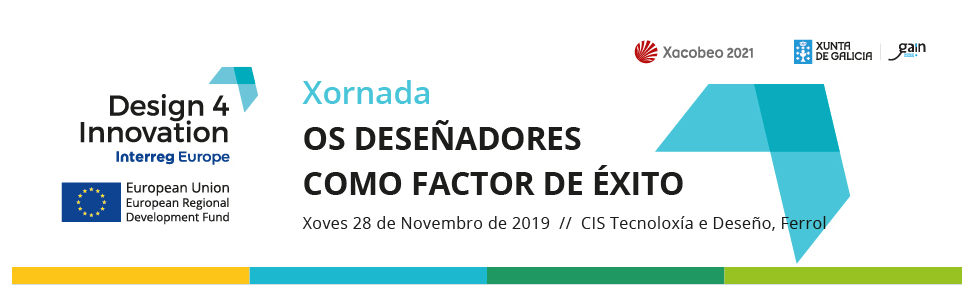 Xacobeo 2021
XUNTA
DE GALICIA
gain
Design 4
Innovation
Interreg Europe
European Union
European Regional
Development Fund
Xornada
OS DESEÑADORES
COMO FACTOR DE ÉXITO
Xoves 28 de Novembro de 2019 // CIS Tecnoloxía e Deseño, Ferrol